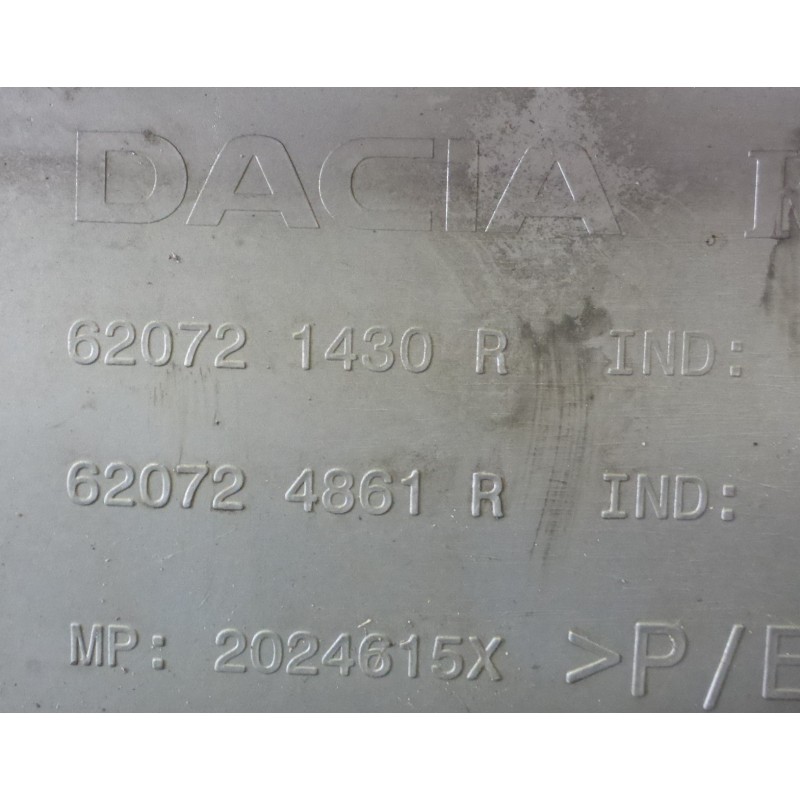 DACIA
62072 1430 R IND:
62072 4861 R IND:
MP: 2024615X >P/E